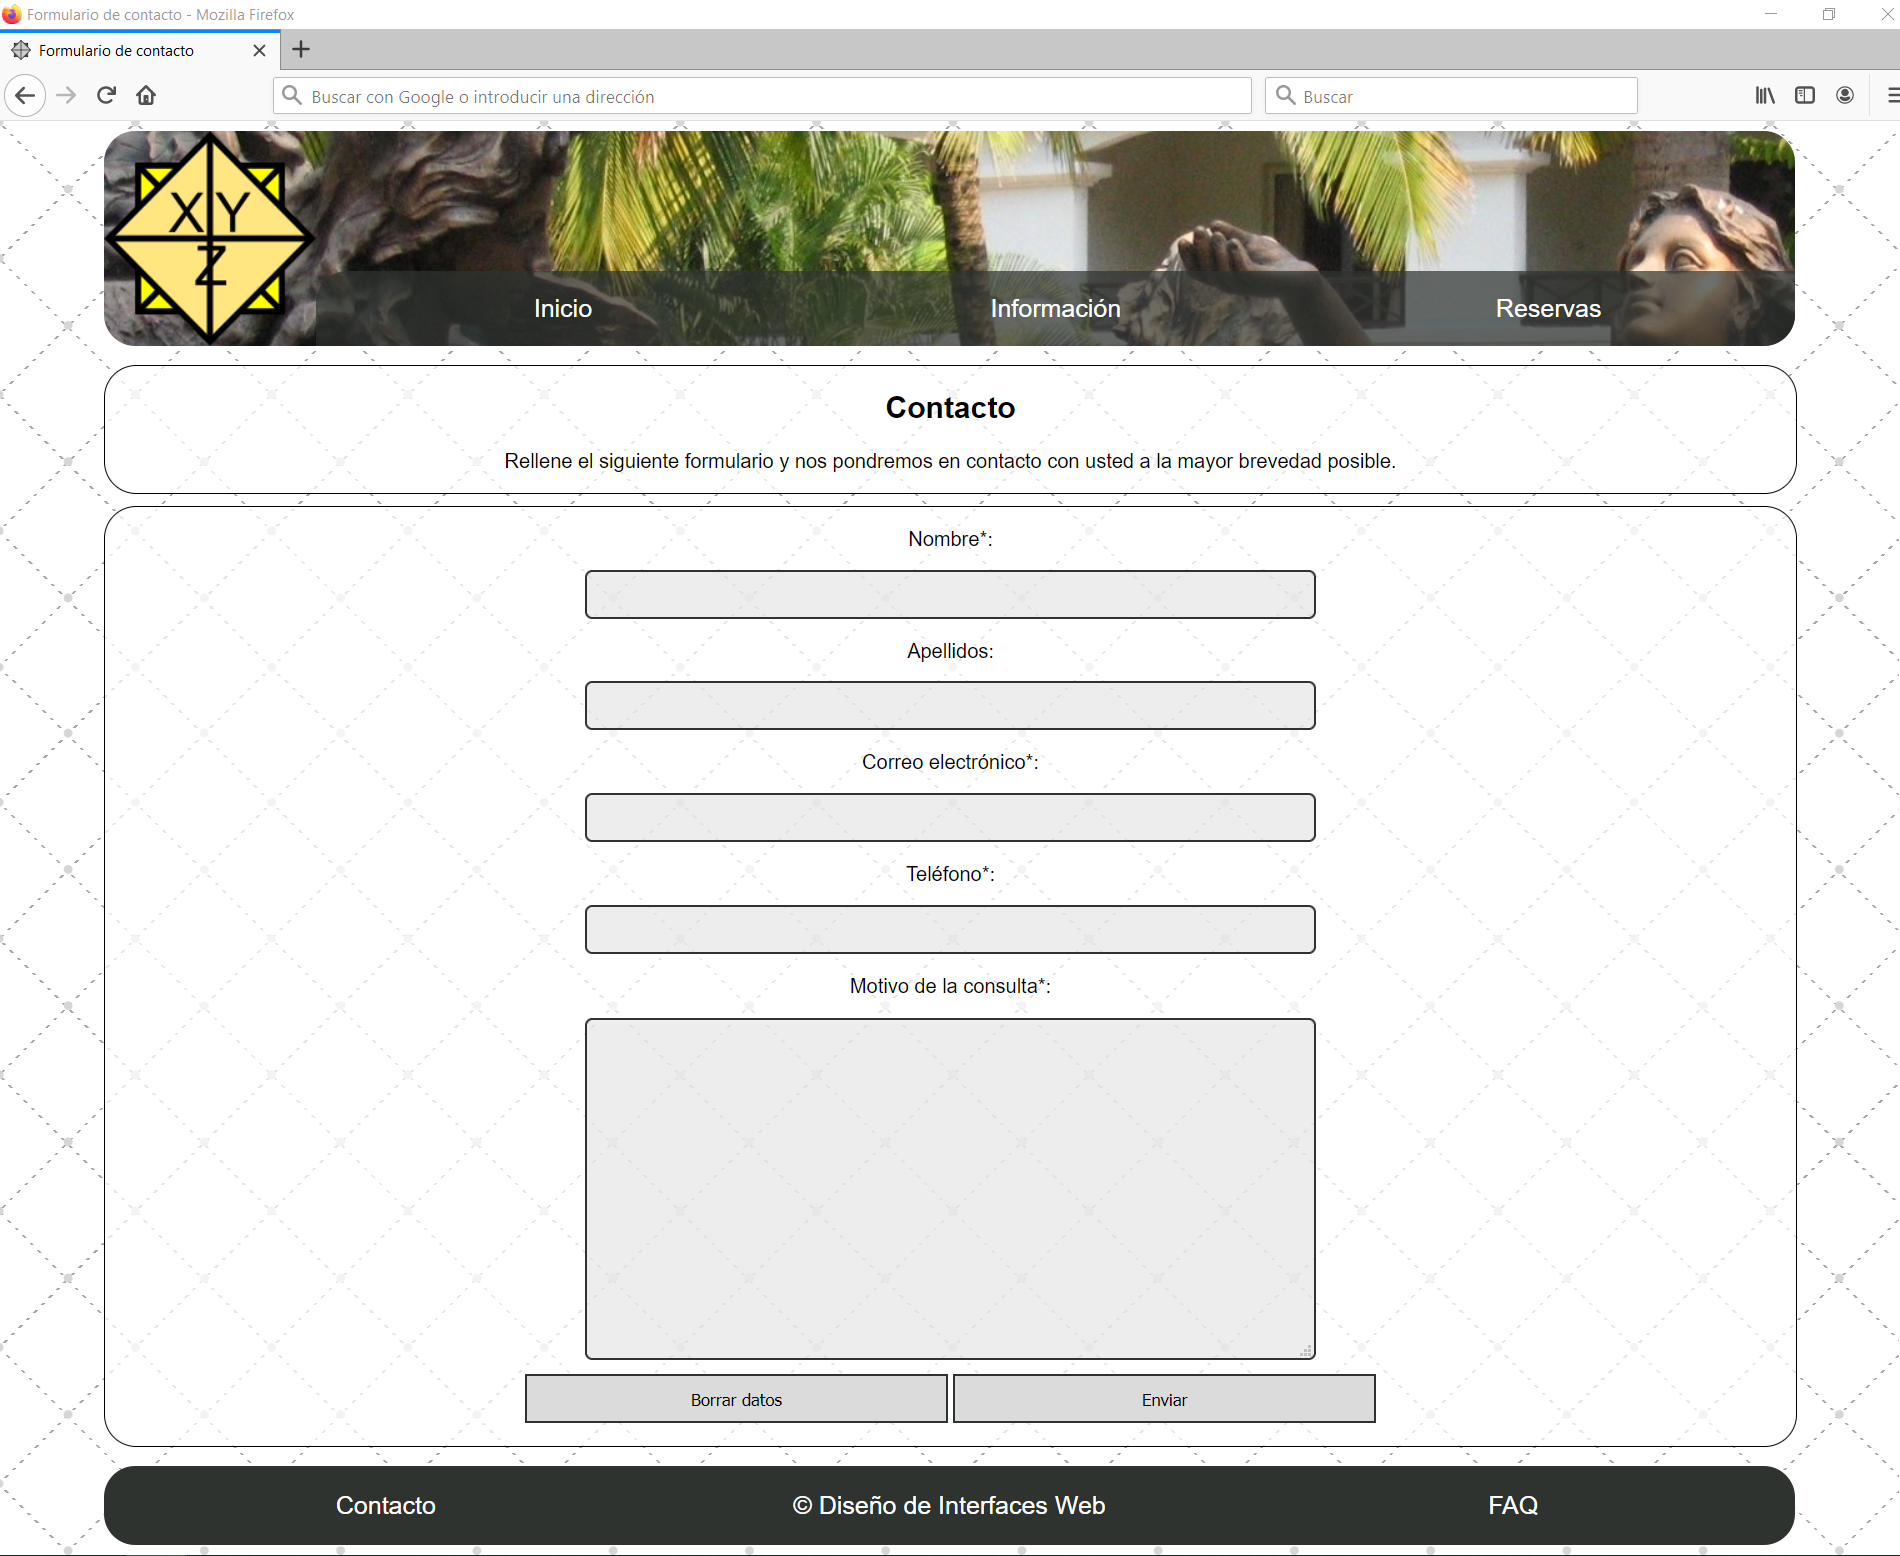 Formulario de contacto - Mozilla Firefox
Formulario de contacto
Buscar con Google o introducir una dirección
Buscar
X Y
Z
Inicio
Información
Reservas
Contacto
Rellene el siguiente formulario y nos pondremos en contacto con usted a la mayor brevedad posible.
Nombre*:
Apellidos:
Correo electrónico*:
Teléfono*:
Motivo de la consulta*:
Borrar datos
Enviar
Contacto
© Diseño de Interfaces Web
FAQ